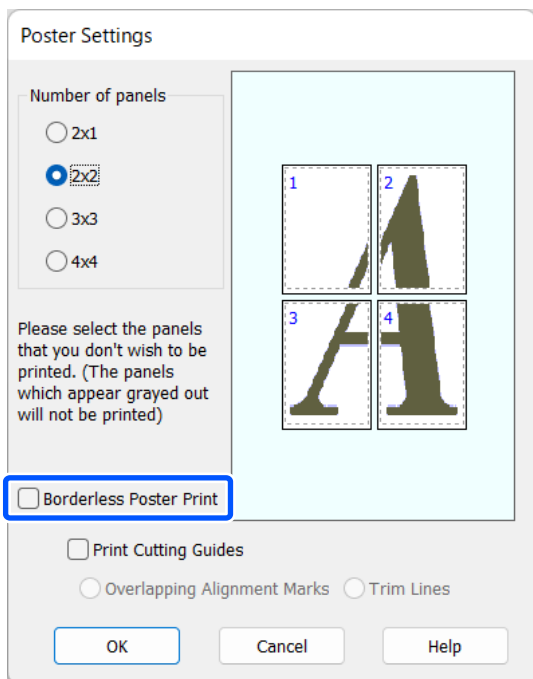 Poster Settings
Number of panels
2x1
2x2
3x3
4x4
Please select the panels
that you don't wish to be
printed. (The panels
which appear grayed out
will not be printed)
1
2
3
4
A
Borderless Poster Print
Print Cutting Guides
Overlapping Alignment Marks
Trim Lines
OK
Cancel
Help